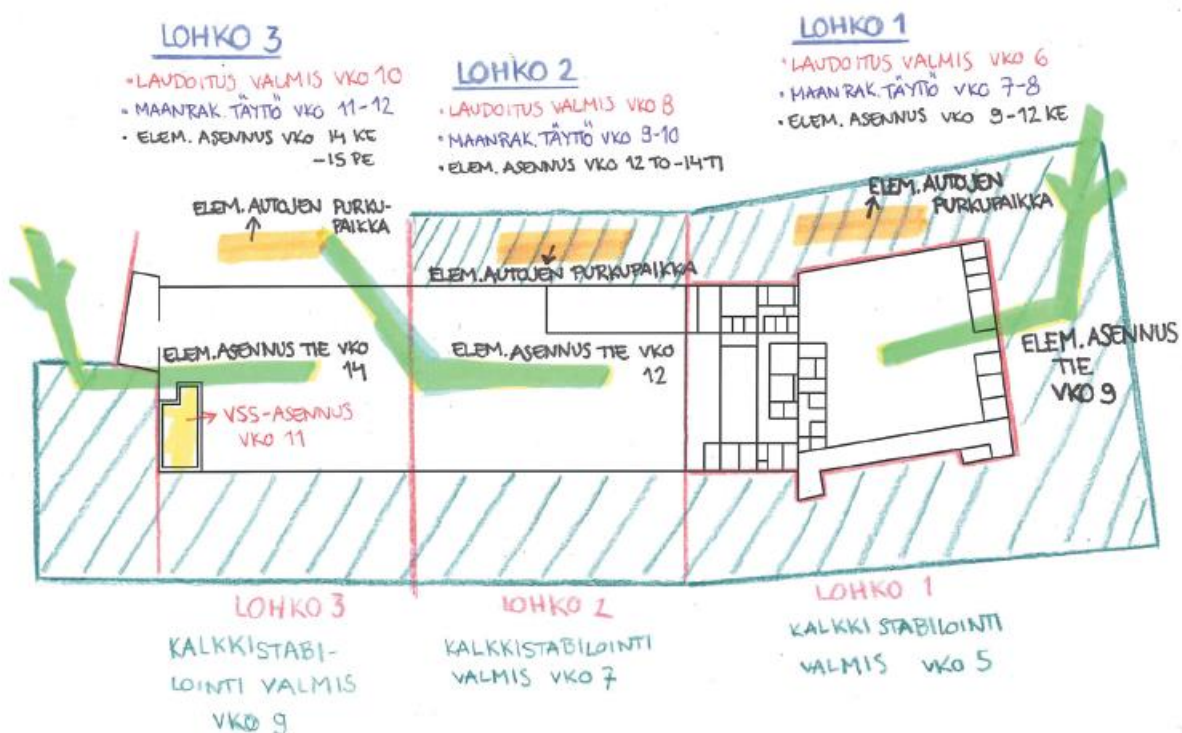 LOHKO 3
• LAUDOITUS VALMIS VKO 10
• MAANRAK. TÄYTÖ VKO 11-12
• ELEM. ASENNUS VKO 14 KE
-15 PE
LOHKO 2
• LAUDOITUS VALMIS VKO 8
• MAANRAK. TÄYTÖ VKO 9-10
• ELEM. ASENNUS VKO 12 TO-14 TI
LOHKO 1
• LAUDOITUS VALMIS VKO 6
• MAANRAK. TÄYTÖ VKO 7-8
• ELEM. ASENNUS VKO 9-12 KE
ELEM. AUTOJEN PURKU-
PAIKKA
ELEM. AUTOJEN PURKUPAIKKA
ELEM. AUTOJEN
PURKUPAIKKA
ELEM. ASENNUS TIE VKO
14
ELEM. ASENNUS TIE VKO
12
ELEM. ASENNUS
TIE
VKO 9
VSS-ASENNUS
VKO 11
LOHKO 3
KALKKISTABI-
LOINTI VALMIS
VKO 9
LOHKO 2
KALKKISTABILOINTI
VALMIS VKO 7
LOHKO 1
KALKKISTABILOINTI
VALMIS VKO 5